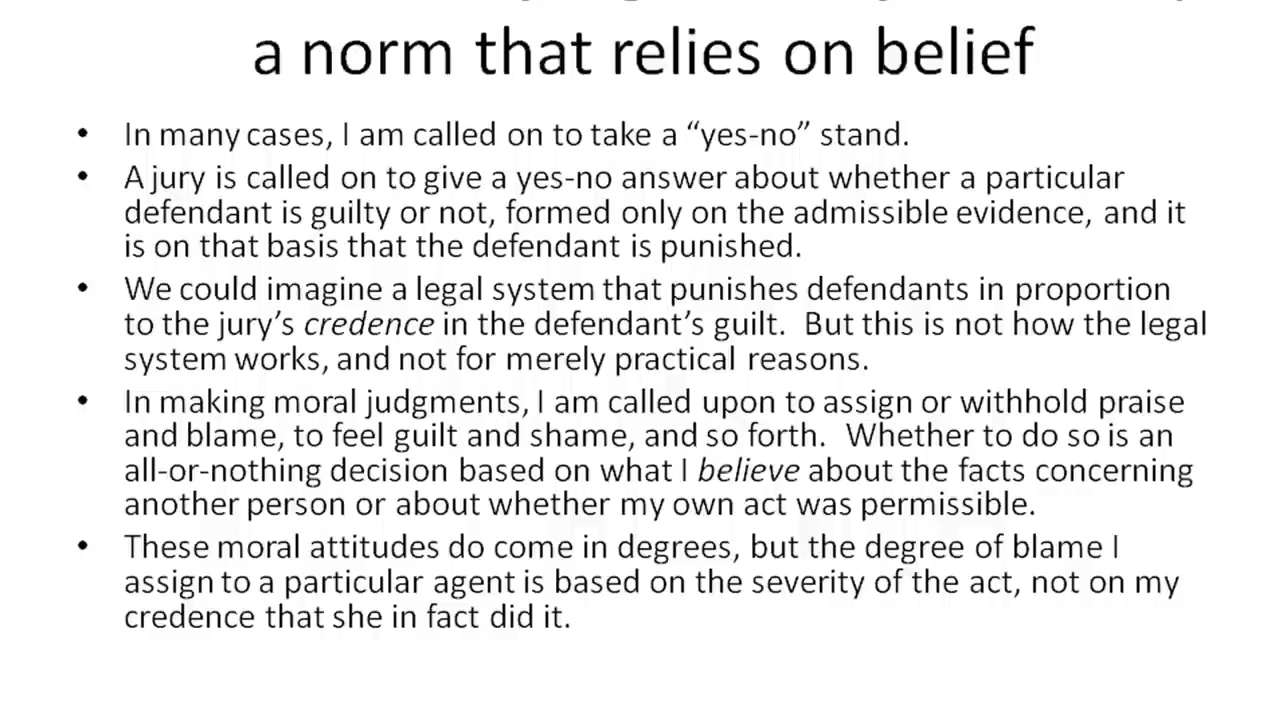 a norm that relies on belief
• In many cases, I am called on to take a “yes-no” stand.
• A jury is called on to give a yes-no answer about whether a particular
defendant is guilty or not, formed only on the admissible evidence, and it
is on that basis that the defendant is punished.
• We could imagine a legal system that punishes defendants in proportion
to the jury’s credence in the defendant’s guilt.  But this is not how the legal
system works, and not for merely practical reasons.
• In making moral judgments, I am called upon to assign or withhold praise
and blame, to feel guilt and shame, and so forth.  Whether to do so is an
all-or-nothing decision based on what I believe about the facts concerning
another person or about whether my own act was permissible.
• These moral attitudes do come in degrees, but the degree of blame I
assign to a particular agent is based on the severity of the act, not on my
credence that she in fact did it.